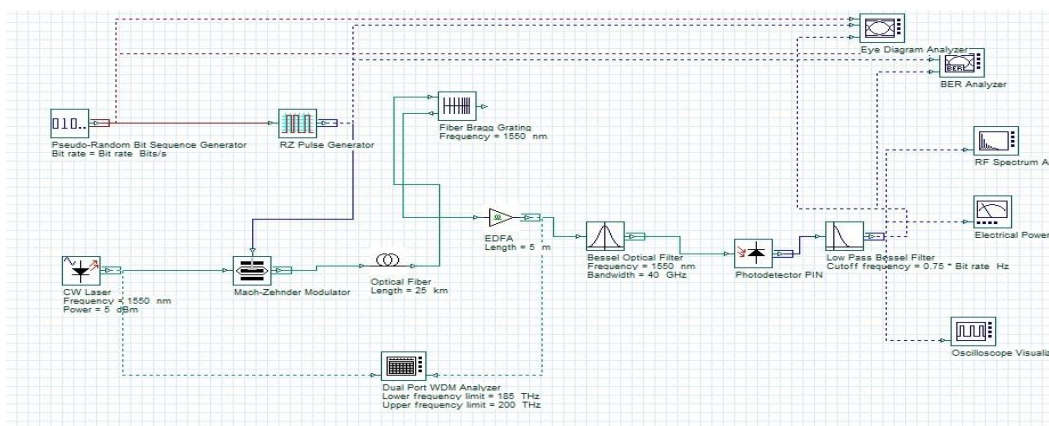 Eye Diagram Analyzer
BER
BER Analyzer
010..
Pseudo-Random Bit Sequence Generator
Bit rate = Bit rate Bits/s
RZ Pulse Generator
Fiber Bragg Grating
Frequency = 1550 nm
RF Spectrum A
EDFA
Length = 5 m
Electrical Power
Bessel Optical Filter
Frequency = 1550 nm
Bandwidth = 40 GHz
Photodetector PIN
Low Pass Bessel Filter
Cutoff frequency = 0.75 * Bit rate Hz
CW Laser
Frequency = 1550 nm
Power = 5 dBm
Mach-Zehnder Modulator
Optical Fiber
Length = 25 km
Oscilloscope Visualiz
Dual Port WDM Analyzer
Lower frequency limit = 185 THz
Upper frequency limit = 200 THz